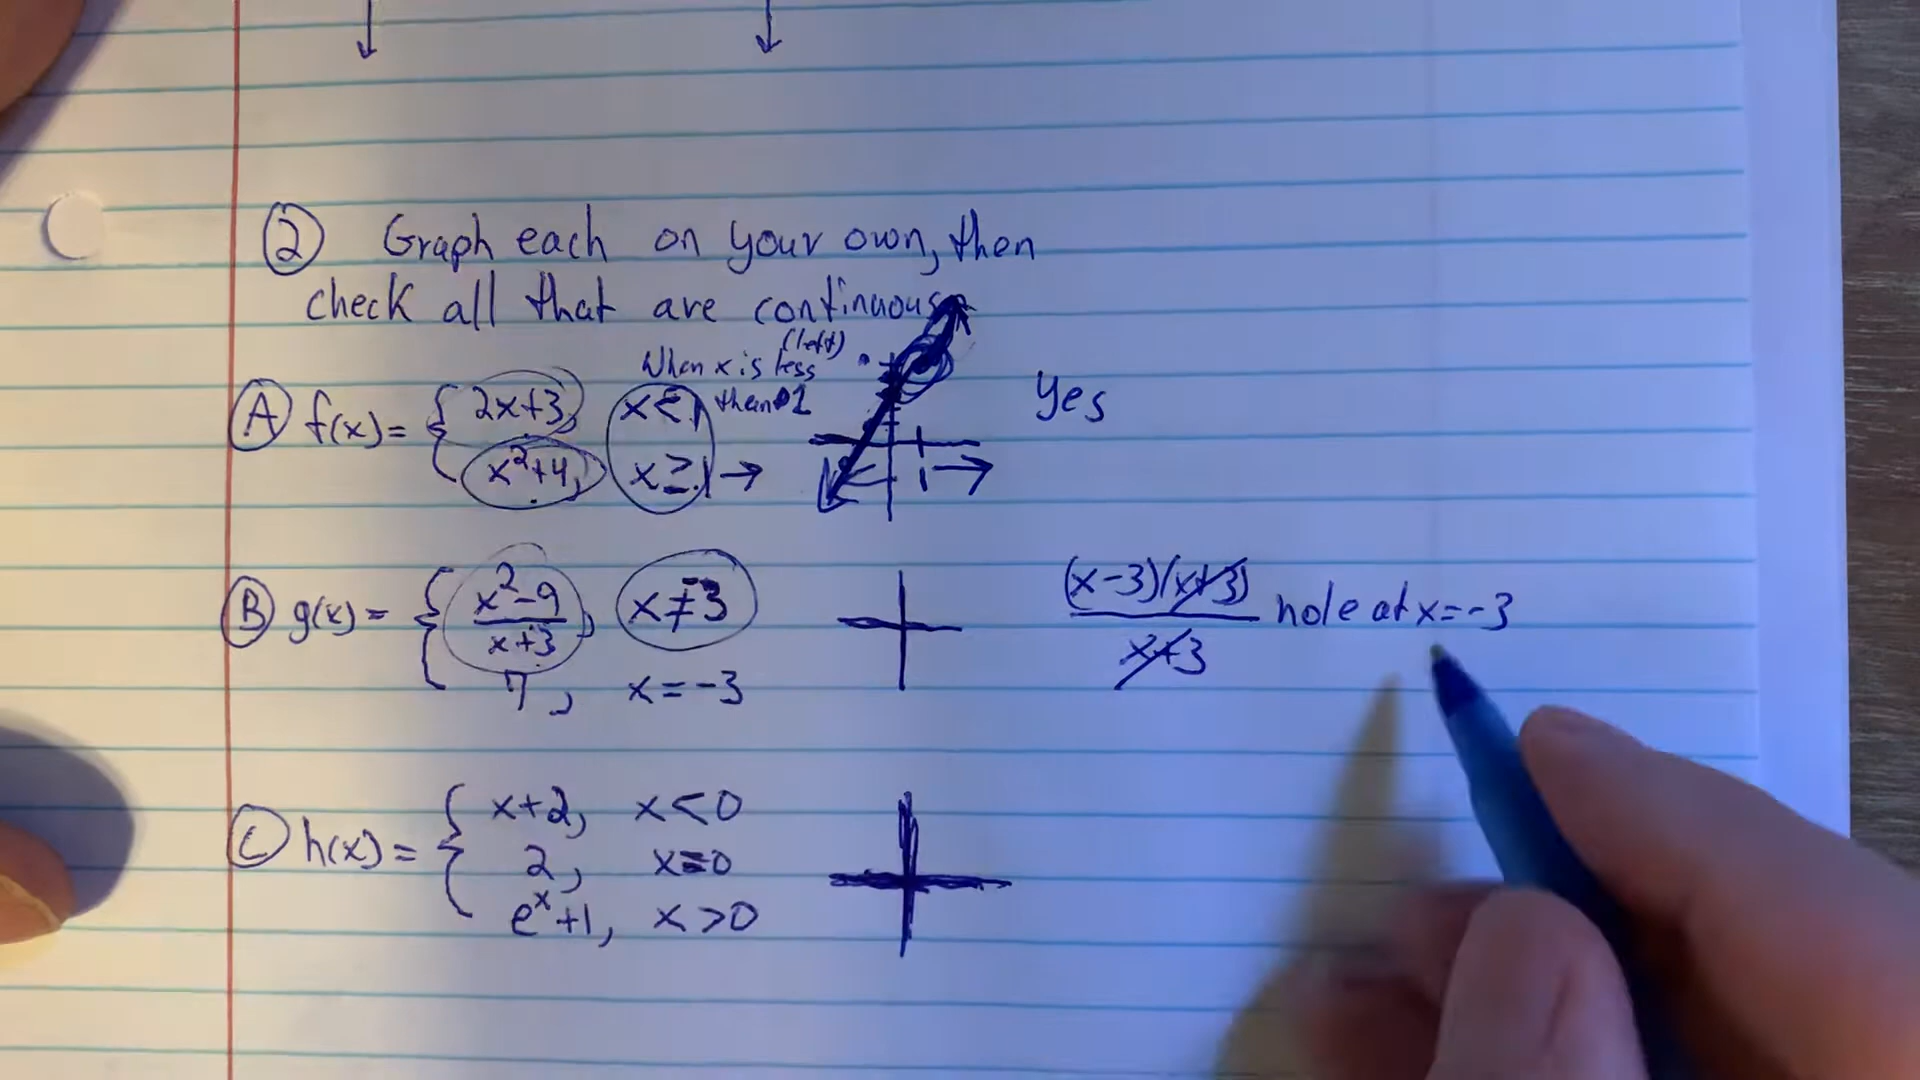 ② Graph each on your own, then
check all that are continuous
When x is less (left)
than 1
Ⓐ f(x) = { 2x+3, x<1
x²+4, x≥1 →
Yes
1
Ⓑ g(x) = { x²-9 / x+3, x≠-3
7, x=-3
(x-3)(x+3) / x+3 hole at x=-3
Ⓒ h(x) = { x+2, x<0
2, x=0
eˣ+1, x>0